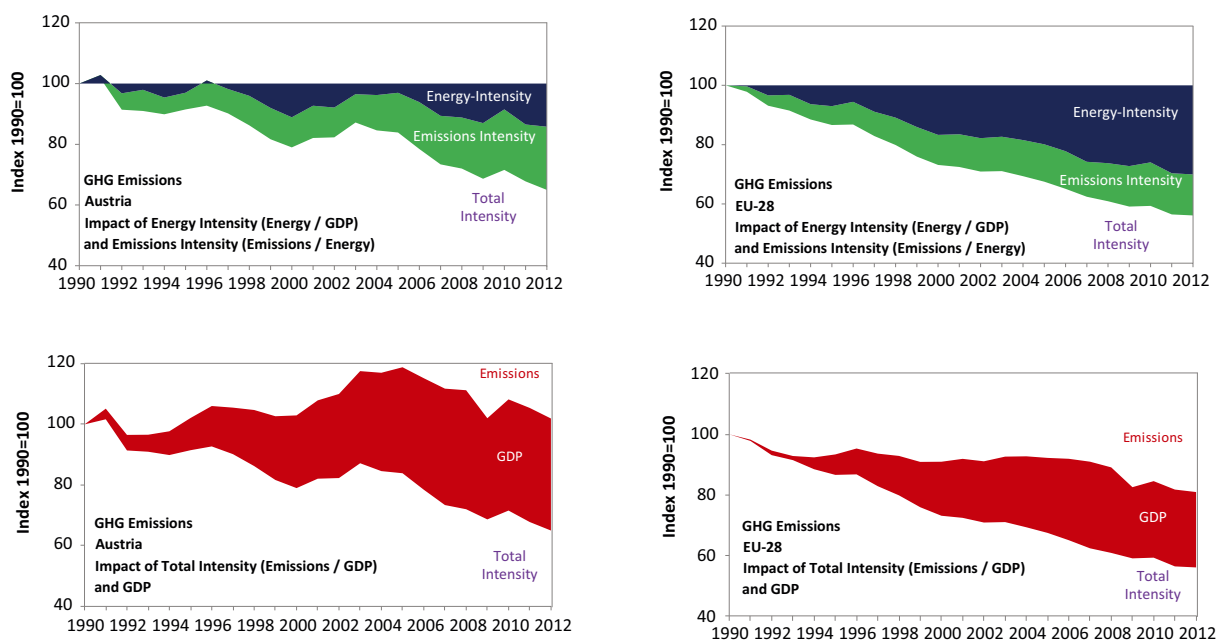 120
100
80
60
40
Index 1990=100
Energy-Intensity
Emissions Intensity
Total
Intensity
GHG Emissions
Austria
Impact of Energy Intensity (Energy / GDP)
and Emissions Intensity (Emissions / Energy)
1990 1992 1994 1996 1998 2000 2002 2004 2006 2008 2010 2012
120
100
80
60
40
Index 1990=100
Energy-Intensity
Emissions Intensity
Total
Intensity
GHG Emissions
EU-28
Impact of Energy Intensity (Energy / GDP)
and Emissions Intensity (Emissions / Energy)
1990 1992 1994 1996 1998 2000 2002 2004 2006 2008 2010 2012
120
100
80
60
40
Index 1990=100
Emissions
GDP
Total
Intensity
GHG Emissions
Austria
Impact of Total Intensity (Emissions / GDP)
and GDP
1990 1992 1994 1996 1998 2000 2002 2004 2006 2008 2010 2012
120
100
80
60
40
Index 1990=100
Emissions
GDP
Total
Intensity
GHG Emissions
EU-28
Impact of Total Intensity (Emissions / GDP)
and GDP
1990 1992 1994 1996 1998 2000 2002 2004 2006 2008 2010 2012